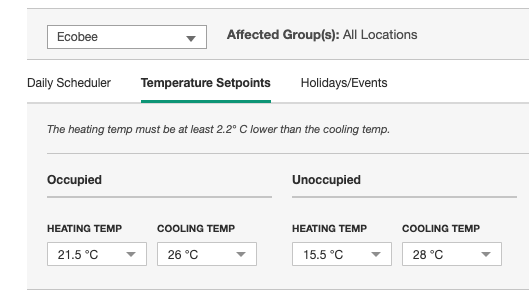 Ecobee
Affected Group(s): All Locations
Daily Scheduler
Temperature Setpoints
Holidays/Events
The heating temp must be at least 2.2° C lower than the cooling temp.
Occupied
Unoccupied
HEATING TEMP
COOLING TEMP
HEATING TEMP
COOLING TEMP
21.5 °C
26 °C
15.5 °C
28 °C